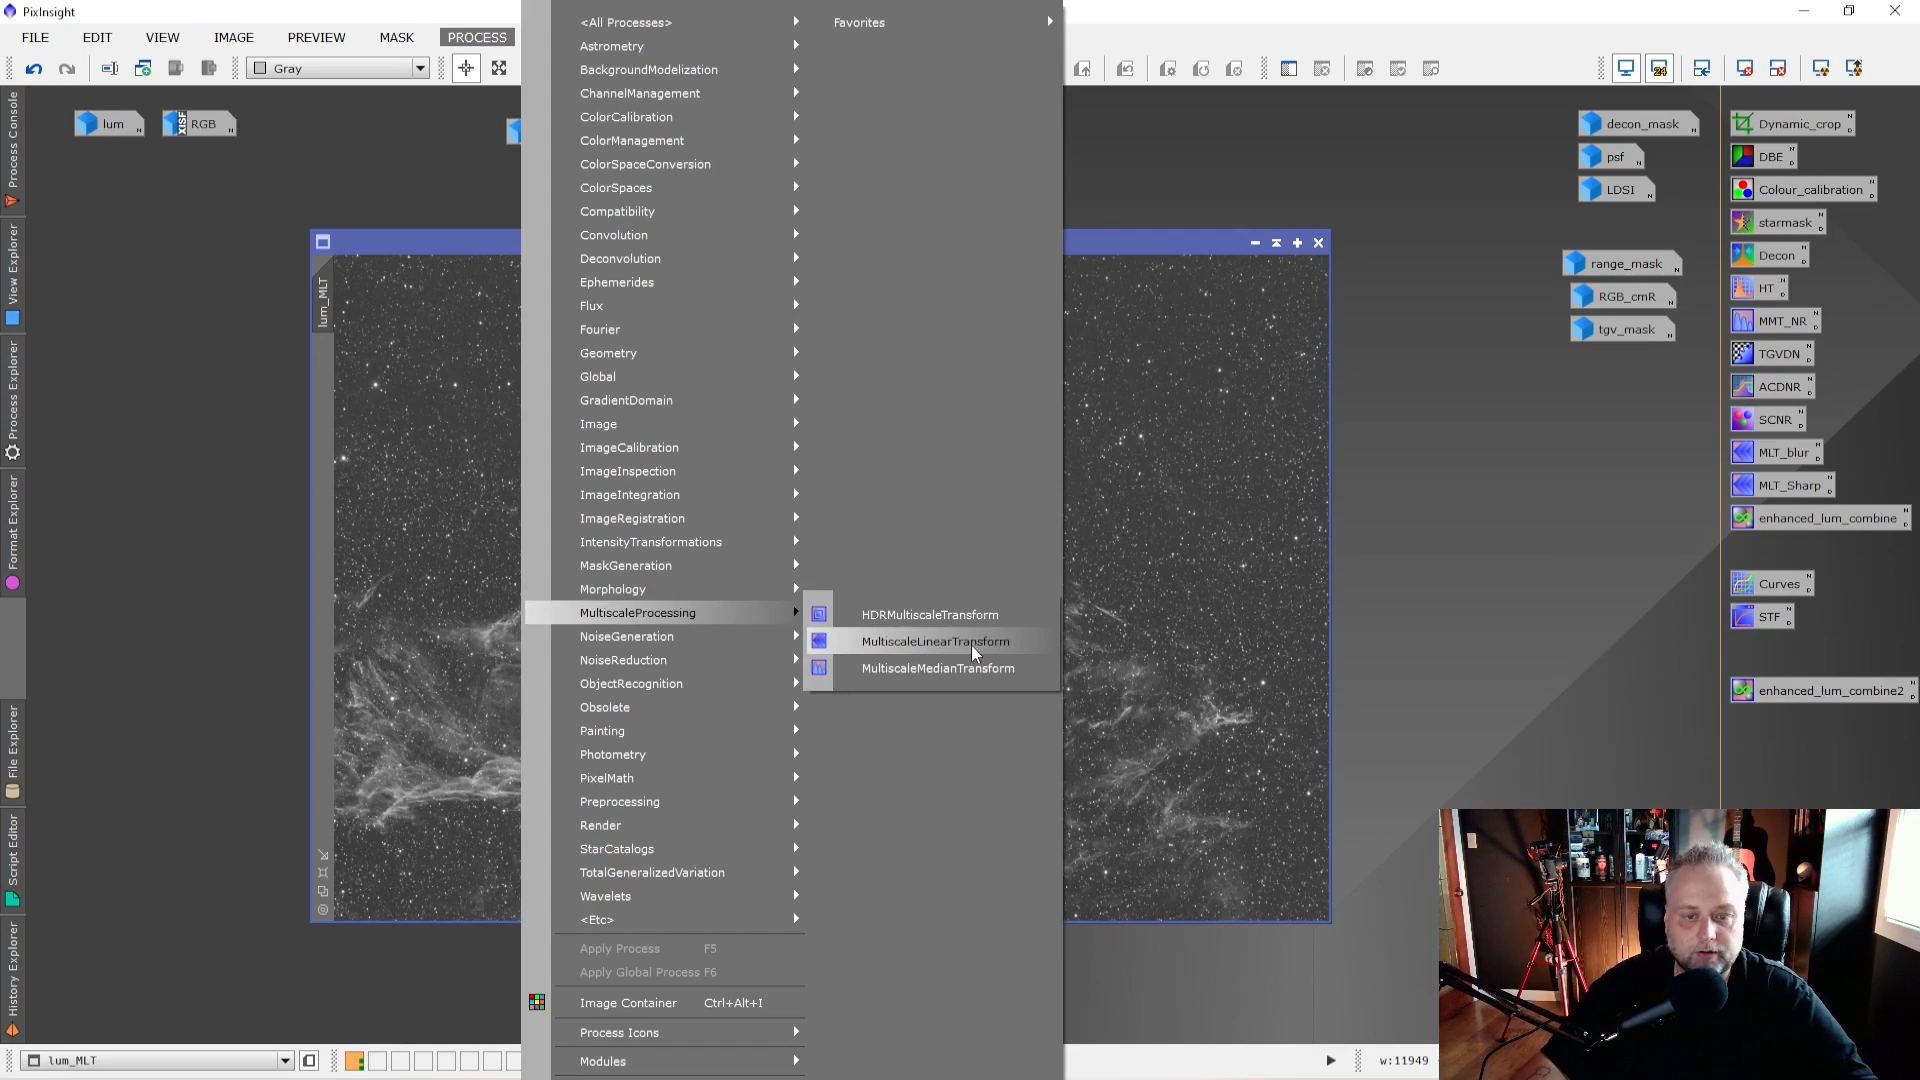 PixInsight
FILE EDIT VIEW IMAGE PREVIEW MASK PROCESS
Gray
24
Process Console
View Explorer
Process Explorer
Format Explorer
File Explorer
Script Editor
History Explorer
lum
XISF
RGB
lum_MLT
<All Processes>
Astrometry
BackgroundModelization
ChannelManagement
ColorCalibration
ColorManagement
ColorSpaceConversion
ColorSpaces
Compatibility
Convolution
Deconvolution
Ephemerides
Flux
Fourier
Geometry
Global
GradientDomain
Image
ImageCalibration
ImageInspection
ImageIntegration
ImageRegistration
IntensityTransformations
MaskGeneration
Morphology
MultiscaleProcessing
NoiseGeneration
NoiseReduction
ObjectRecognition
Obsolete
Painting
Photometry
PixelMath
Preprocessing
Render
StarCatalogs
TotalGeneralizedVariation
Wavelets
<Etc>
Apply Process F5
Apply Global Process F6
Image Container Ctrl+Alt+I
Process Icons
Modules
Favorites
HDRMultiscaleTransform
MultiscaleLinearTransform
MultiscaleMedianTransform
decon_mask
psf
LDSI
range_mask
RGB_cmR
tgv_mask
Dynamic_crop
DBE
Colour_calibration
starmask
Decon
HT
MMT_NR
TGVDN
ACDNR
SCNR
MLT_blur
MLT_Sharp
enhanced_lum_combine
Curves
STF
enhanced_lum_combine2
lum_MLT
w:11949